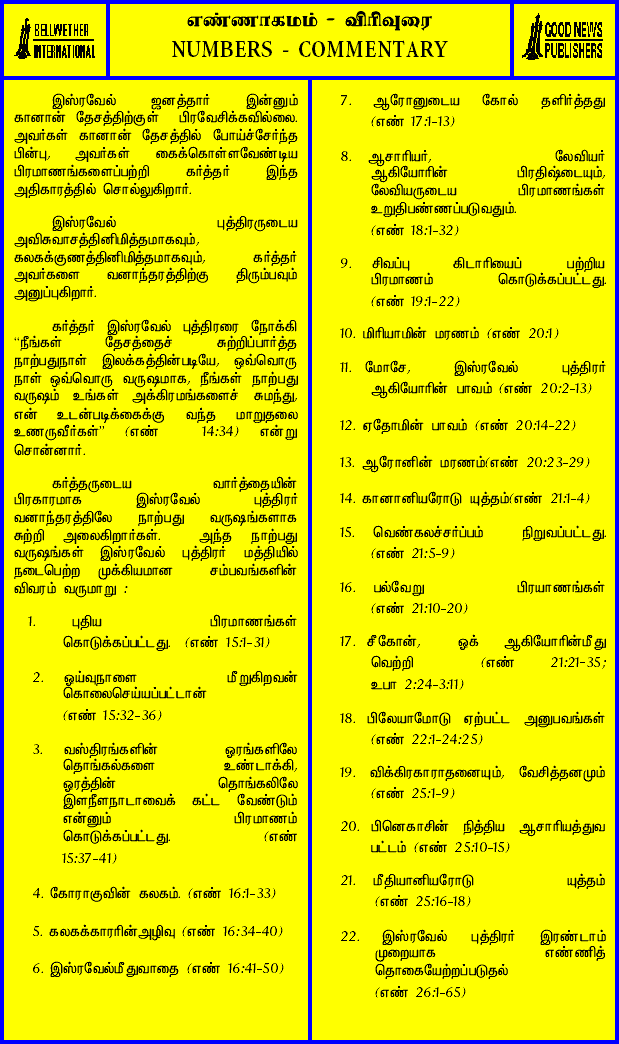 BELLWETHER
INTERNATIONAL
எண்ணாகமம் - விரிவுரை
NUMBERS - COMMENTARY
GOOD NEWS
PUBLISHERS
இஸ்ரவேல் ஜனத்தார் இன்னும்
கானான் தேசத்திற்குள் பிரவேசிக்கவில்லை.
அவர்கள் கானான் தேசத்தில் போய்ச்சேர்ந்த
பின்பு, அவர்கள் கைக்கொள்ளவேண்டிய
பிரமாணங்களைப்பற்றி கர்த்தர் இந்த
அதிகாரத்தில் சொல்லுகிறார்.
இஸ்ரவேல் புத்திரருடைய
அவிசுவாசத்தினிமித்தமாகவும்,
கலகக்குணத்தினிமித்தமாகவும், கர்த்தர்
அவர்களை வனாந்தரத்திற்கு திரும்பவும்
அனுப்புகிறார்.
கர்த்தர் இஸ்ரவேல் புத்திரரை நோக்கி
“நீங்கள் தேசத்தைச் சுற்றிப்பார்த்த
நாற்பதுநாள் இலக்கத்தின்படியே, ஒவ்வொரு
நாள் ஒவ்வொரு வருஷமாக, நீங்கள் நாற்பது
வருஷம் உங்கள் அக்கிரமங்களைச் சுமந்து,
என் உடன்படிக்கைக்கு வந்த மாறுதலை
உணருவீர்கள்” (எண் 14:34) என்று
சொன்னார்.
கர்த்தருடைய வார்த்தையின்
பிரகாரமாக இஸ்ரவேல் புத்திரர்
வனாந்தரத்திலே நாற்பது வருஷங்களாக
சுற்றி அலைகிறார்கள். அந்த நாற்பது
வருஷங்கள் இஸ்ரவேல் புத்திரர் மத்தியில்
நடைபெற்ற முக்கியமான சம்பவங்களின்
விவரம் வருமாறு :
1. புதிய பிரமாணங்கள்
கொடுக்கப்பட்டது. (எண் 15:1-31)
2. ஓய்வுநாளை மீறுகிறவன்
கொலைசெய்யப்பட்டான்
(எண் 15:32-36)
3. வஸ்திரங்களின் ஓரங்களிலே
தொங்கல்களை உண்டாக்கி,
ஓரத்தின் தொங்கலிலே
இளநீளநாடாவைக் கட்ட வேண்டும்
என்னும் பிரமாணம்
கொடுக்கப்பட்டது. (எண்
15:37-41)
4. கோராகுவின் கலகம். (எண் 16:1-33)
5. கலகக்காரரின்அழிவு (எண் 16:34-40)
6. இஸ்ரவேல்மீதுவாதை (எண் 16:41-50)
7. ஆரோனுடைய கோல் தளிர்த்தது
(எண் 17:1-13)
8. ஆசாரியர், லேவியர்
ஆகியோரின் பிரதிஷ்டையும்,
லேவியருடைய பிரமாணங்கள்
உறுதிபண்ணப்படுவதும்.
(எண் 18:1-32)
9. சிவப்பு கிடாரியைப் பற்றிய
பிரமாணம் கொடுக்கப்பட்டது.
(எண் 19:1-22)
10. மிரியாமின் மரணம் (எண் 20:1)
11. மோசே, இஸ்ரவேல் புத்திரர்
ஆகியோரின் பாவம் (எண் 20:2-13)
12. ஏதோமின் பாவம் (எண் 20:14-22)
13. ஆரோனின் மரணம்(எண் 20:23-29)
14. கானானியரோடு யுத்தம்(எண் 21:1-4)
15. வெண்கலச்சர்ப்பம் நிறுவப்பட்டது.
(எண் 21:5-9)
16. பல்வேறு பிரயாணங்கள்
(எண் 21:10-20)
17. சீகோன், ஓக் ஆகியோரின்மீது
வெற்றி (எண் 21:21-35;
உபா 2:24-3:11)
18. பிலேயாமோடு ஏற்பட்ட அனுபவங்கள்
(எண் 22:1-24:25)
19. விக்கிரகாராதனையும், வேசித்தனமும்
(எண் 25:1-9)
20. பினெகாசின் நித்திய ஆசாரியத்துவ
பட்டம் (எண் 25:10-15)
21. மீதியானியரோடு யுத்தம்
(எண் 25:16-18)
22. இஸ்ரவேல் புத்திரர் இரண்டாம்
முறையாக எண்ணித்
தொகையேற்றப்படுதல்
(எண் 26:1-65)